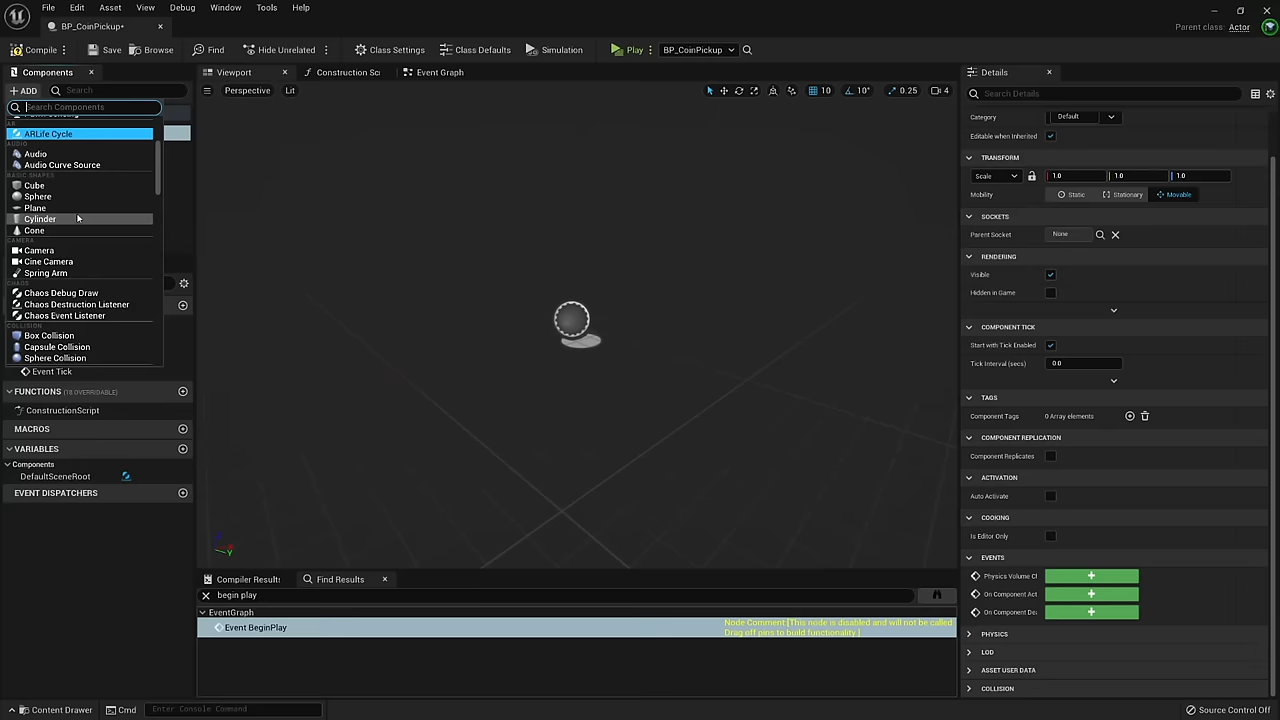 File Edit Asset View Debug Window Tools Help
BP_CoinPickup*
Parent class: Actor
Compile Save Browse Find Hide Unrelated Class Settings Class Defaults Simulation Play BP_CoinPickup
Components
Viewport Construction Sc Event Graph
Details
+ ADD Search
Perspective Lit
10 10° 0.25 4
Search Details
Search Components
AR
ARLife Cycle
AUDIO
Audio
Audio Curve Source
BASIC SHAPES
Cube
Sphere
Plane
Cylinder
Cone
CAMERA
Camera
Cine Camera
Spring Arm
CHAOS
Chaos Debug Draw
Chaos Destruction Listener
Chaos Event Listener
COLLISION
Box Collision
Capsule Collision
Sphere Collision
Event Tick
FUNCTIONS (18 OVERRIDABLE)
ConstructionScript
MACROS
VARIABLES
Components
DefaultSceneRoot
EVENT DISPATCHERS
Y
Category Default
Editable when Inherited
TRANSFORM
Scale 1.0 1.0 1.0
Mobility Static Stationary Movable
SOCKETS
Parent Socket None
RENDERING
Visible
Hidden in Game
COMPONENT TICK
Start with Tick Enabled
Tick Interval (secs) 0.0
TAGS
Component Tags 0 Array elements
COMPONENT REPLICATION
Component Replicates
ACTIVATION
Auto Activate
COOKING
Is Editor Only
EVENTS
Physics Volume Cl
On Component Act
On Component De
PHYSICS
LOD
ASSET USER DATA
COLLISION
Compiler Results Find Results
begin play
EventGraph
Event BeginPlay
Node Comment:[This node is disabled and will not be called
Drag off pins to build functionality.]
Content Drawer Cmd Enter Console Command
Source Control Off